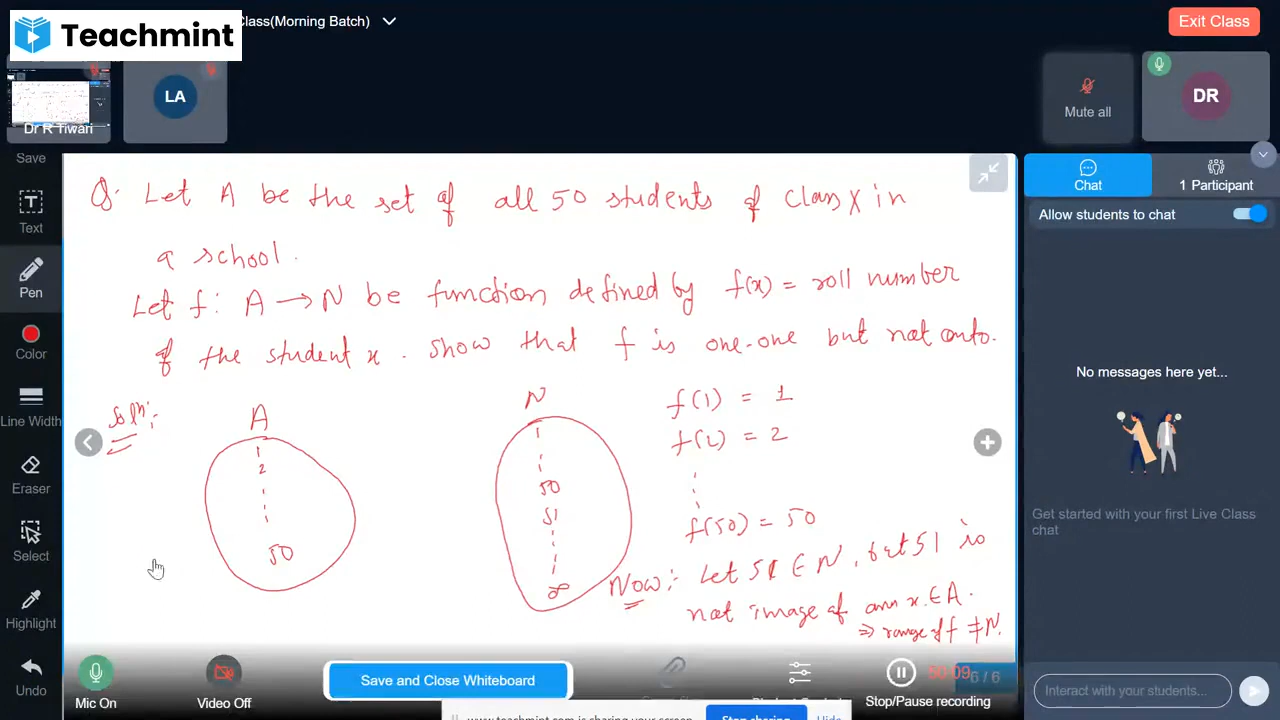 Teachmint
Class(Morning Batch)
Exit Class
LA
DR
Mute all
Dr R Tiwari
Save
Text
Pen
Color
Line Width
Eraser
Select
Highlight
Undo
Chat
1 Participant
Allow students to chat
Q. Let A be the set of all 50 students of Class X in
a school.
Let f: A → N be function defined by f(x) = roll number
of the student x. Show that f is one-one but not onto.
Solⁿ:
A
1
2
50
N
1
50
51
∞
f(1) = 1
f(2) = 2
f(50) = 50
Now: Let 51 ∈ N, but 51 is
not image of any x ∈ A.
⇒ range of f ≠ N.
No messages here yet...
Get started with your first Live Class
chat
Interact with your students...
Mic On
Video Off
Save and Close Whiteboard
Stop/Pause recording
6/6
www.teachmint.com is sharing your screen.
Stop sharing
Hide